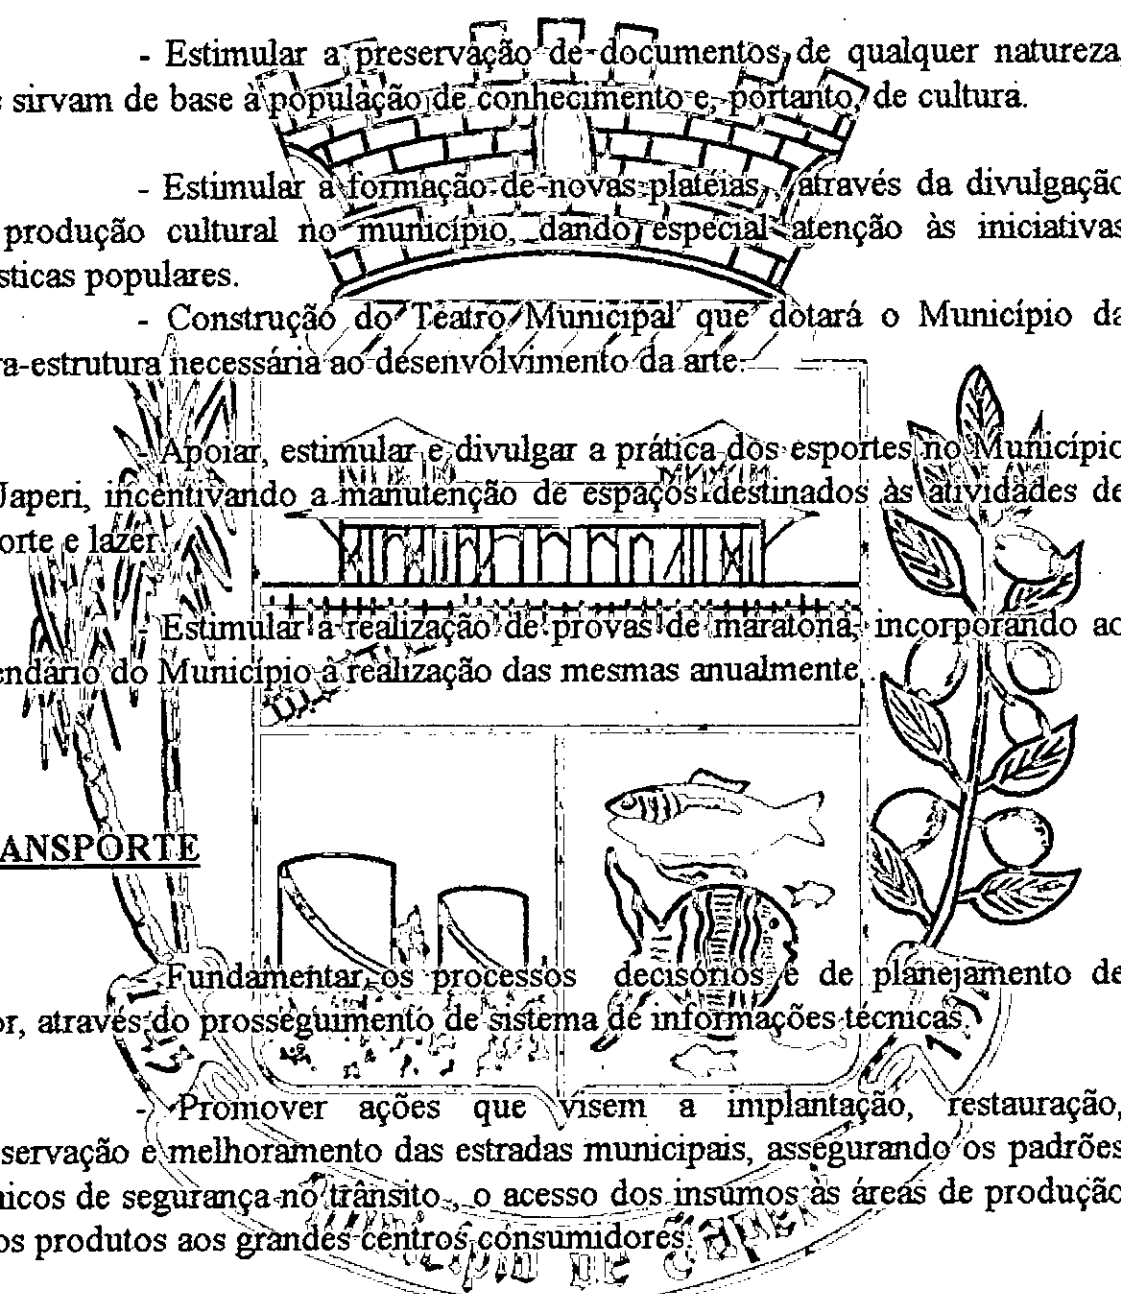 - Estimular a preservação de documentos, de qualquer natureza,
sirvam de base à população de conhecimento e, portanto, de cultura.
- Estimular a formação de novas platéias, através da divulgação
produção cultural no município, dando especial atenção às iniciativas
sticas populares.
- Construção do Teatro Municipal que dotará o Município da
ra-estrutura necessária ao desenvolvimento da arte.
- Apoiar, estimular e divulgar a prática dos esportes no Município
Japeri, incentivando a manutenção de espaços destinados às atividades de
orte e lazer.
- Estimular a realização de provas de maratona, incorporando ao
endário do Município a realização das mesmas anualmente.
ANSPORTE
Fundamentar os processos decisórios e de planejamento de
or, através do prosseguimento de sistema de informações técnicas.
- Promover ações que visem a implantação, restauração,
servação e melhoramento das estradas municipais, assegurando os padrões
nicos de segurança no trânsito, o acesso dos insumos às áreas de produção
os produtos aos grandes centros consumidores.